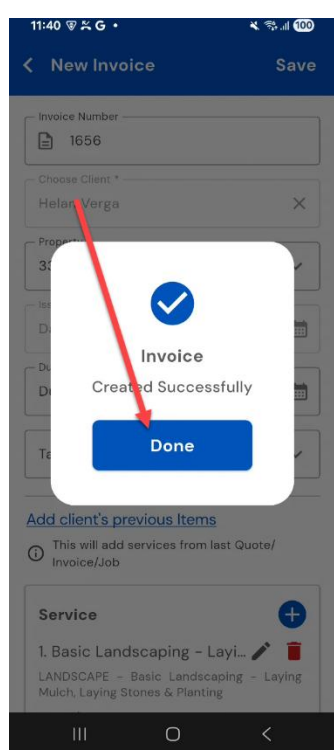 11:40 G
100
New Invoice
Save
Invoice Number
1656
Choose Client *
Helan Verga
33
Invoice
Created Successfully
Done
Add client's previous Items
This will add services from last Quote/
Invoice/Job
Service
1. Basic Landscaping - Layi...
LANDSCAPE - Basic Landscaping - Laying
Mulch, Laying Stones & Planting